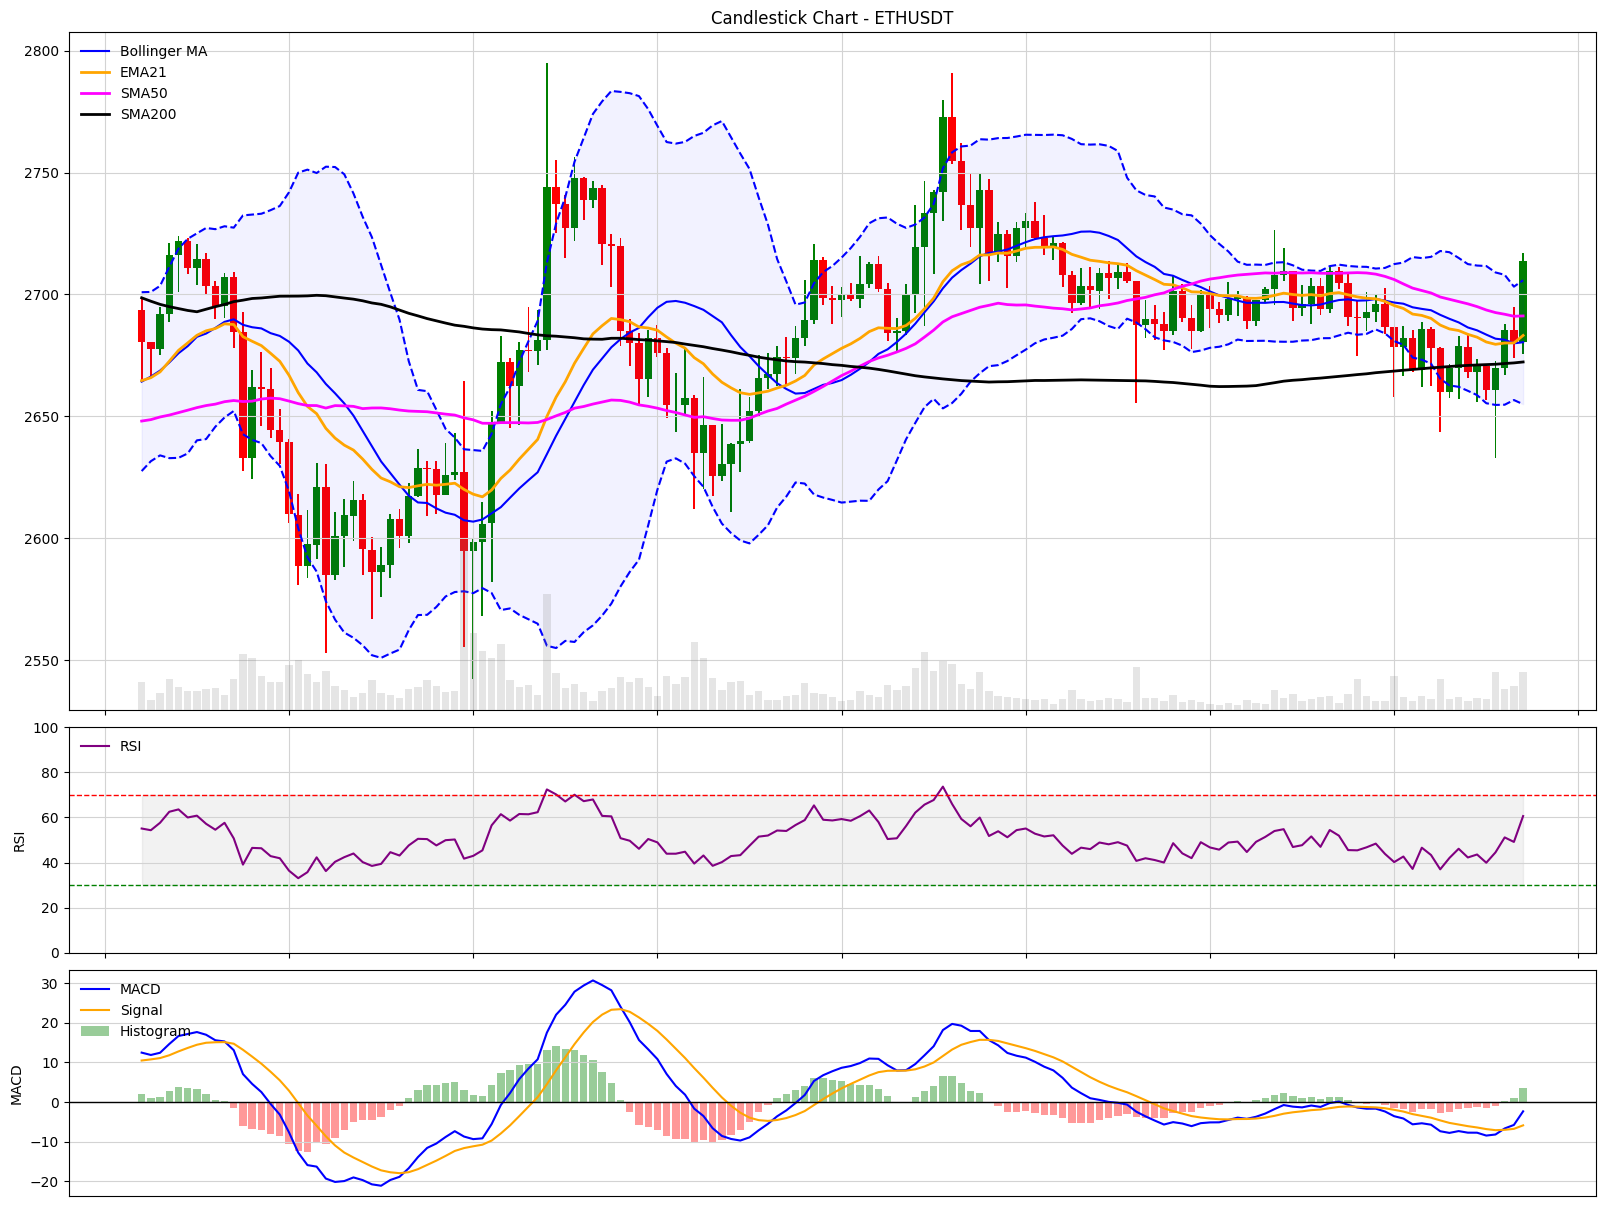 Candlestick Chart - ETHUSDT
2800
2750
2700
2650
2600
2550
Bollinger MA
EMA21
SMA50
SMA200
100
80
60
40
20
0
RSI
RSI
30
20
10
0
−10
−20
MACD
MACD
Signal
Histogram